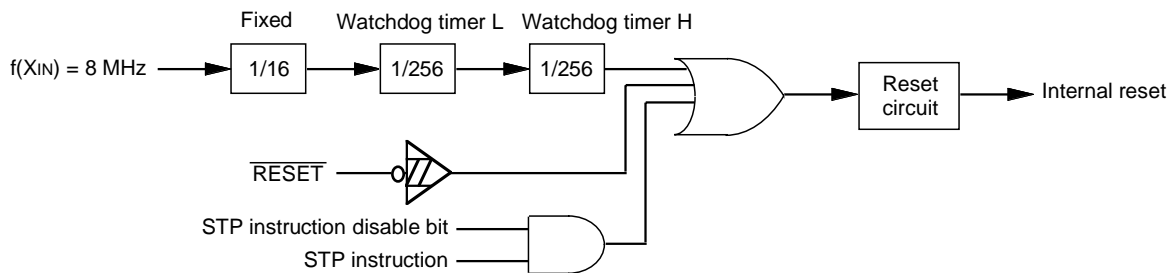 Fixed
Watchdog timer L
Watchdog timer H
f(XIN) = 8 MHz
1/16
1/256
1/256
Reset
circuit
Internal reset
RESET
STP instruction disable bit
STP instruction